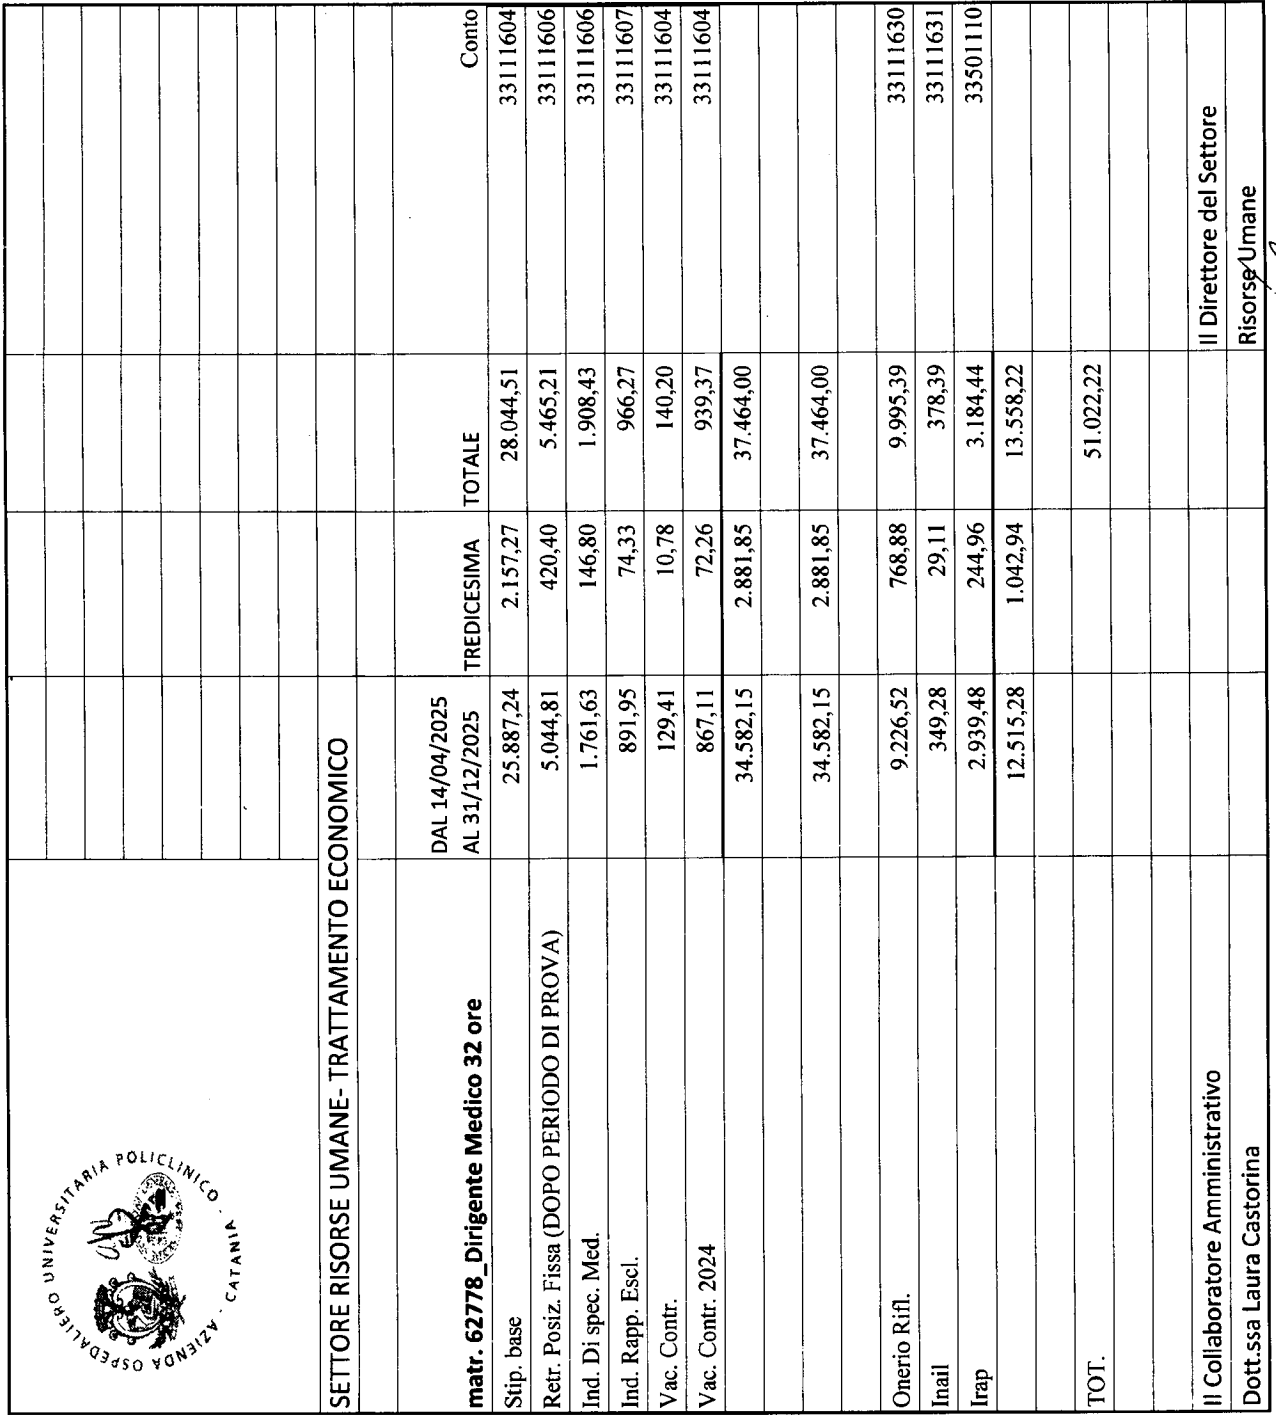 AZIENDA OSPEDALIERO UNIVERSITARIA POLICLINICO - CATANIA
SETTORE RISORSE UMANE- TRATTAMENTO ECONOMICO
DAL 14/04/2025
matr. 62778_Dirigente Medico 32 ore AL 31/12/2025 TREDICESIMA TOTALE Conto
Stip. base 25.887,24 2.157,27 28.044,51 33111604
Retr. Posiz. Fissa (DOPO PERIODO DI PROVA) 5.044,81 420,40 5.465,21 33111606
Ind. Di spec. Med. 1.761,63 146,80 1.908,43 33111606
Ind. Rapp. Escl. 891,95 74,33 966,27 33111607
Vac. Contr. 129,41 10,78 140,20 33111604
Vac. Contr. 2024 867,11 72,26 939,37 33111604
34.582,15 2.881,85 37.464,00
34.582,15 2.881,85 37.464,00
Onerio Rifl. 9.226,52 768,88 9.995,39 33111630
Inail 349,28 29,11 378,39 33111631
Irap 2.939,48 244,96 3.184,44 33501110
12.515,28 1.042,94 13.558,22
TOT. 51.022,22
Il Collaboratore Amministrativo Il Direttore del Settore
Dott.ssa Laura Castorina Risorse Umane